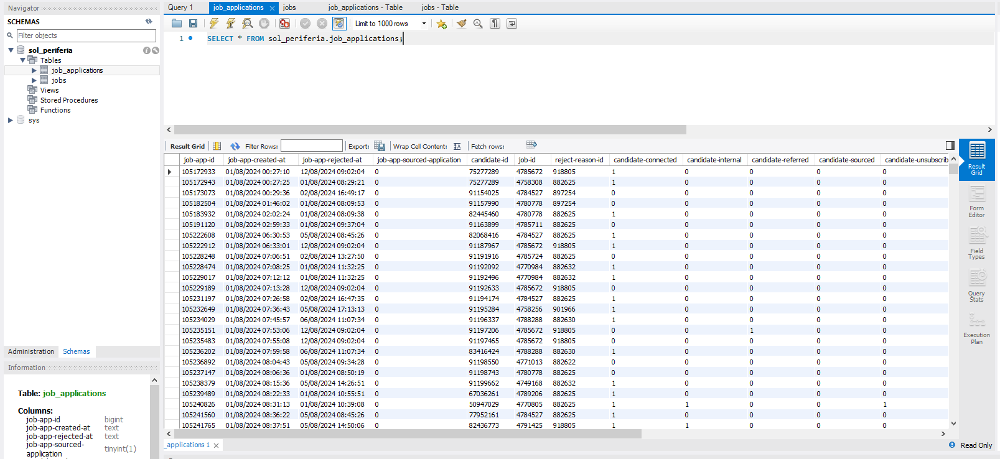 Navigator
SCHEMAS
Filter objects
sol_periferia
Tables
job_applications
jobs
Views
Stored Procedures
Functions
sys
Administration Schemas
Information
Table: job_applications
Columns:
job-app-id bigint
job-app-created-at text
job-app-rejected-at text
job-app-sourced-
application tinyint(1)
Query 1 job_applications jobs job_applications - Table jobs - Table
Limit to 1000 rows
1 SELECT * FROM sol_periferia.job_applications;
Result Grid Filter Rows: Export: Wrap Cell Content: Fetch rows:
job-app-id job-app-created-at job-app-rejected-at job-app-sourced-application candidate-id job-id reject-reason-id candidate-connected candidate-internal candidate-referred candidate-sourced candidate-unsubscrib
105172933 01/08/2024 00:27:10 12/08/2024 09:02:04 0 75277289 4785672 918805 1 0 0 0 0
105172943 01/08/2024 00:27:25 01/08/2024 08:29:21 0 75277289 4758308 882625 1 0 0 0 0
105173073 01/08/2024 00:29:36 02/08/2024 16:49:17 0 91154025 4784527 897254 0 0 0 0 0
105182504 01/08/2024 01:46:02 01/08/2024 08:09:53 0 91157990 4780778 897254 0 0 0 0 0
105183932 01/08/2024 02:02:24 01/08/2024 08:09:38 0 82445460 4780778 882625 1 0 0 0 0
105191120 01/08/2024 02:59:33 01/08/2024 09:37:04 0 91163899 4785711 882625 0 0 0 0 0
105222608 01/08/2024 06:30:53 05/08/2024 08:45:26 0 82068416 4784527 882625 1 0 0 0 0
105222912 01/08/2024 06:33:01 12/08/2024 09:02:04 0 91187967 4785672 918805 1 0 0 0 0
105228248 01/08/2024 07:06:51 02/08/2024 13:27:50 0 91191916 4785724 882625 0 0 0 0 0
105228474 01/08/2024 07:08:25 01/08/2024 11:32:25 0 91192092 4770984 882632 1 0 0 0 0
105229017 01/08/2024 07:12:12 01/08/2024 11:32:25 0 91192496 4770984 882632 1 0 0 0 0
105229189 01/08/2024 07:13:28 12/08/2024 09:02:04 0 91192633 4785672 918805 0 0 0 0 0
105231197 01/08/2024 07:26:58 02/08/2024 16:47:35 0 91194174 4784527 882625 1 0 0 0 0
105232649 01/08/2024 07:36:43 05/08/2024 17:13:13 0 91195284 4758256 901966 1 0 0 0 0
105234029 01/08/2024 07:45:57 06/08/2024 11:07:34 0 91196337 4788288 882630 1 0 0 0 0
105235151 01/08/2024 07:53:06 12/08/2024 09:02:04 0 91197206 4785672 918805 0 0 1 0 0
105235483 01/08/2024 07:55:08 12/08/2024 09:02:04 0 91197465 4785672 918805 0 0 0 0 0
105236202 01/08/2024 07:59:58 06/08/2024 11:07:34 0 83416424 4788288 882630 1 0 0 0 0
105236892 01/08/2024 08:04:43 05/08/2024 09:34:28 0 91198550 4771013 882622 0 0 0 0 0
105237147 01/08/2024 08:06:36 01/08/2024 08:50:19 0 91198743 4780778 882625 0 0 0 0 0
105238379 01/08/2024 08:15:36 05/08/2024 14:26:51 0 91199662 4749168 882632 1 0 0 0 0
105239489 01/08/2024 08:22:33 01/08/2024 10:55:51 0 67036261 4789206 882625 1 0 0 0 0
105240826 01/08/2024 08:31:13 01/08/2024 10:39:08 0 50947029 4770805 882625 1 1 0 0 1
105241560 01/08/2024 08:36:22 05/08/2024 08:45:26 0 77952161 4784527 882625 1 0 0 0 0
105241765 01/08/2024 08:37:51 05/08/2024 14:50:06 0 82436773 4791425 918805 1 1 0 0 0
Result
Grid
Form
Editor
Field
Types
Query
Stats
Execution
Plan
_applications 1
Read Only